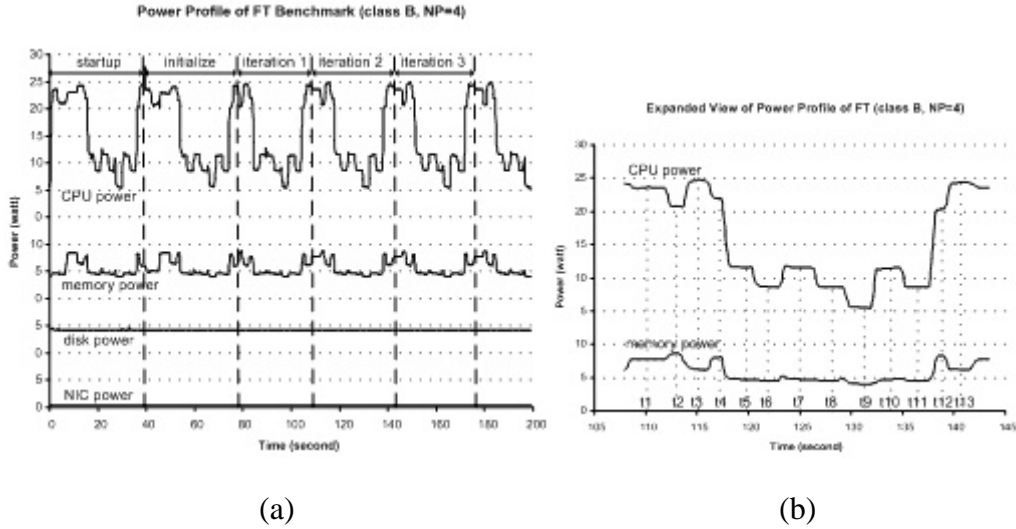 Power Profile of FT Benchmark (class B, NP=4)
30
startup
initialize
iteration 1
iteration 2
iteration 3
25
20
15
10
5
CPU power
0
10
5
memory power
0
5
disk power
0
5
NIC power
0
Power (watt)
0 20 40 60 80 100 120 140 160 180 200
Time (second)
(a)
Expanded View of Power Profile of FT (class B, NP=4)
30
CPU power
25
20
15
10
memory power
5
t1 t2 t3 t4 t5 t6 t7 t8 t9 t10 t11 t12 t13
0
Power (watt)
105 110 115 120 125 130 135 140 145
Time (second)
(b)